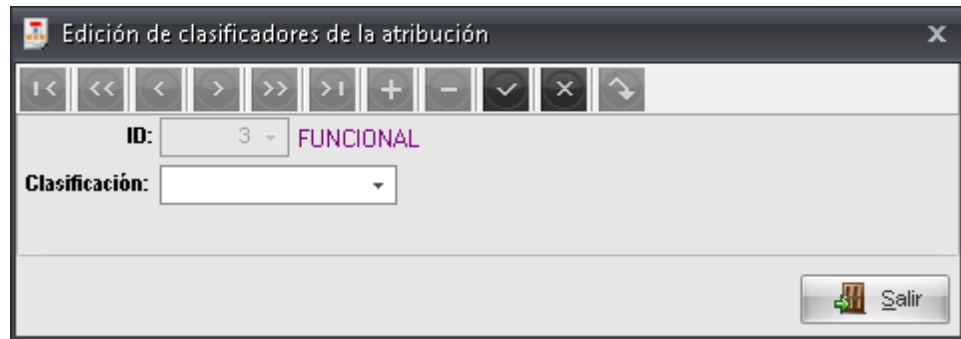 Edición de clasificadores de la atribución
ID: 3 FUNCIONAL
Clasificación:
Salir